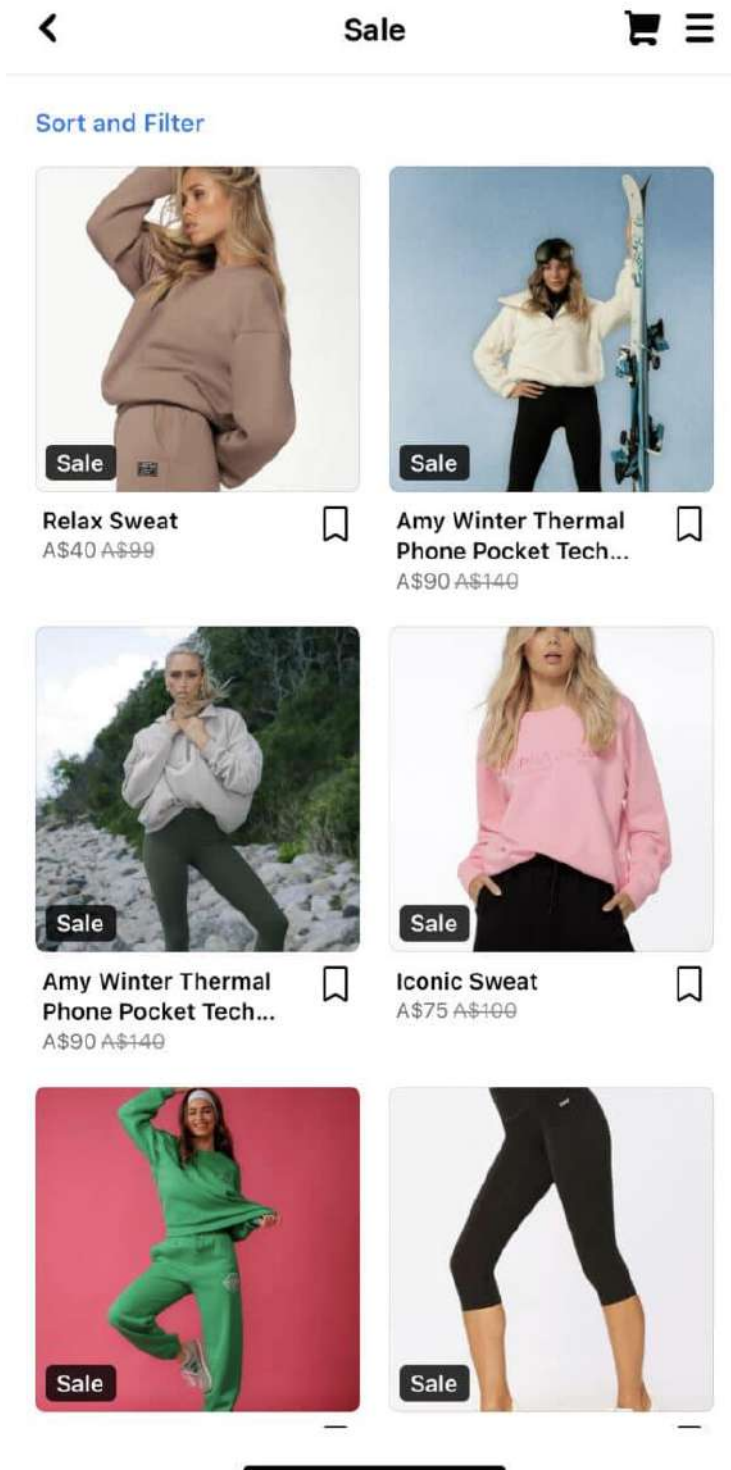 Sale
Sort and Filter
Sale
Sale
Relax Sweat
A$40 A$99
Amy Winter Thermal
Phone Pocket Tech...
A$90 A$140
Sale
Sale
Amy Winter Thermal
Phone Pocket Tech...
A$90 A$140
Iconic Sweat
A$75 A$100
Sale
Sale